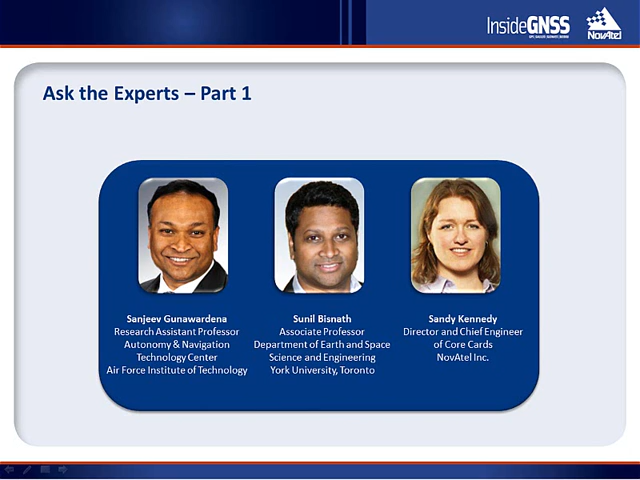 InsideGNSS
NovAtel
Ask the Experts – Part 1
Sanjeev Gunawardena
Research Assistant Professor
Autonomy & Navigation
Technology Center
Air Force Institute of Technology
Sunil Bisnath
Associate Professor
Department of Earth and Space
Science and Engineering
York University, Toronto
Sandy Kennedy
Director and Chief Engineer
of Core Cards
NovAtel Inc.